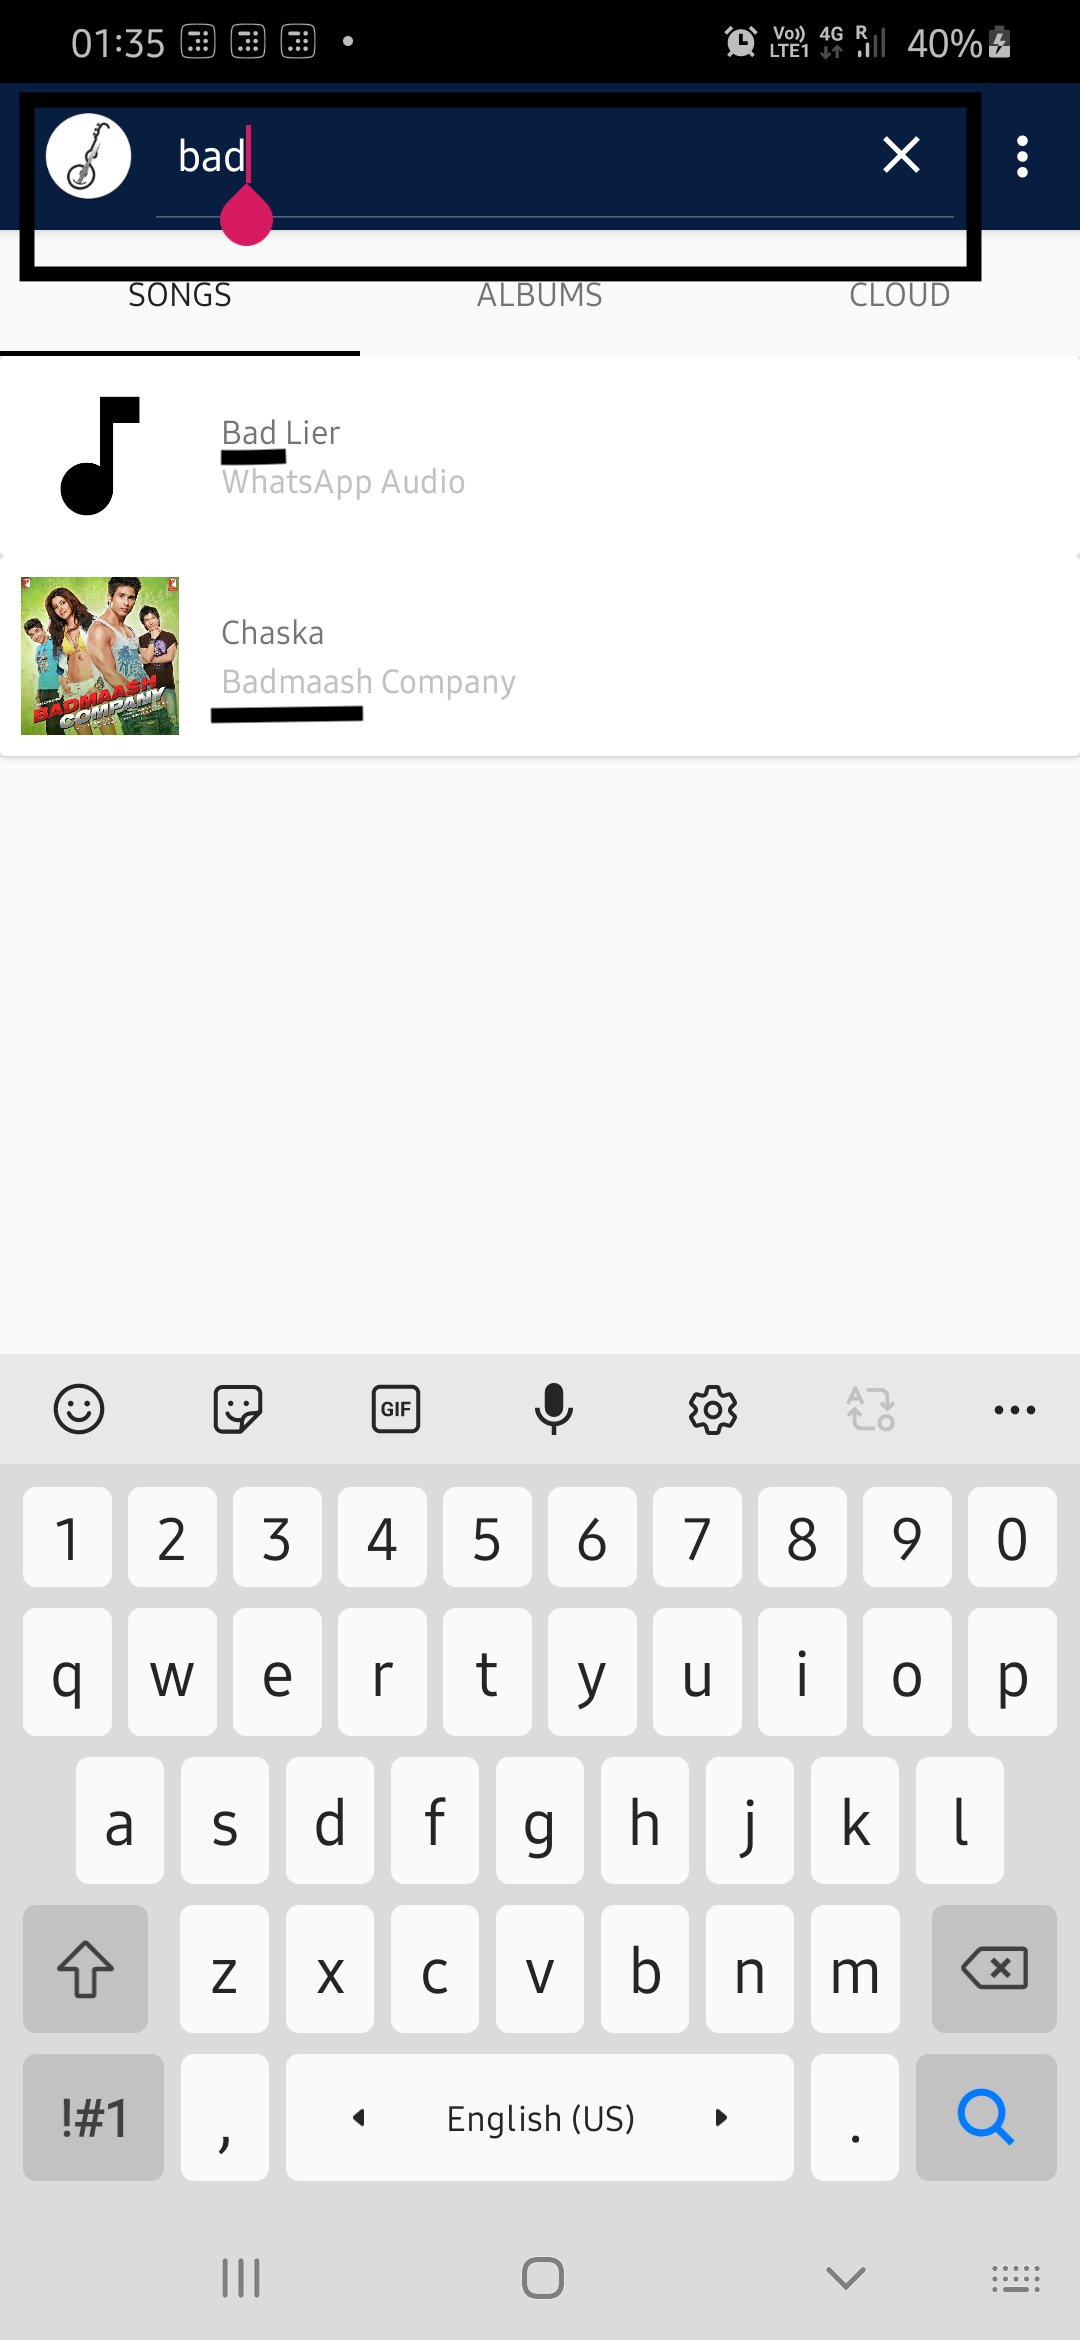 01:35 Vo)) LTE1 4G R 40%
bad
SONGS ALBUMS CLOUD
Bad Lier
WhatsApp Audio
Chaska
Badmaash Company
BADMAASH
COMPANY
GIF A
1 2 3 4 5 6 7 8 9 0
q w e r t y u i o p
a s d f g h j k l
z x c v b n m
!#1 , English (US) .